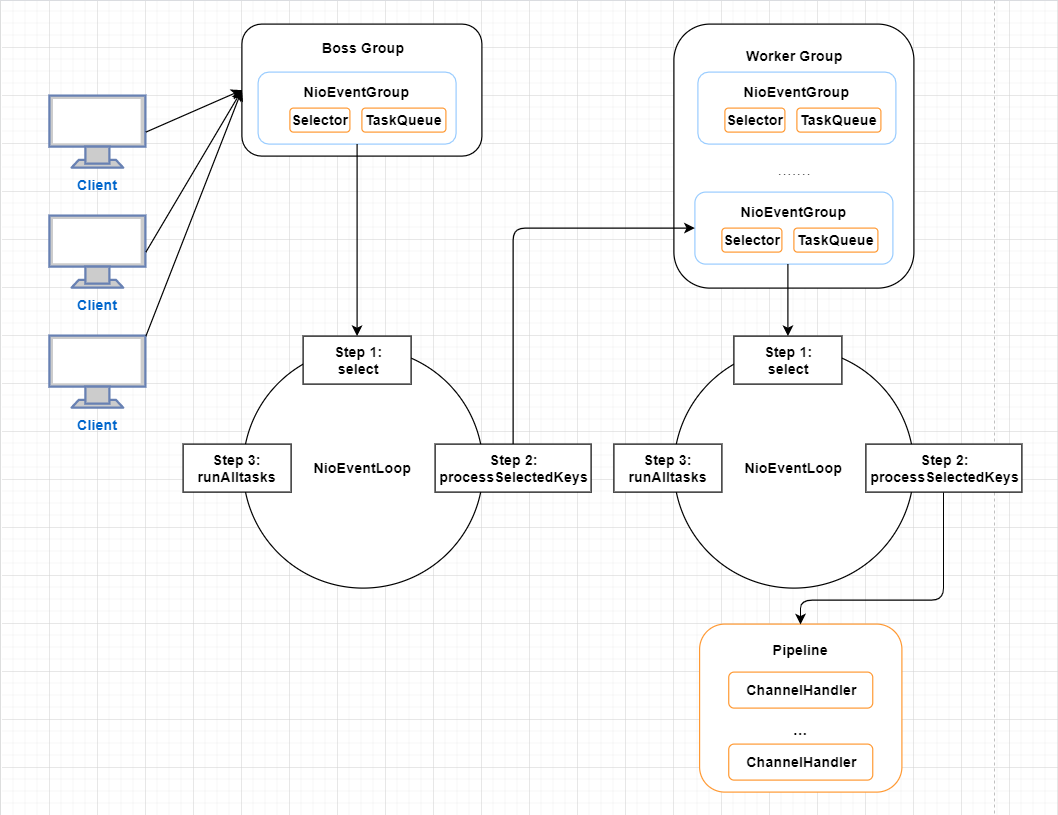 Boss Group
NioEventGroup
Selector
TaskQueue
Client
Client
Client
Worker Group
NioEventGroup
Selector
TaskQueue
.......
NioEventGroup
Selector
TaskQueue
Step 1:
select
Step 3:
runAlltasks
NioEventLoop
Step 2:
processSelectedKeys
Step 1:
select
Step 3:
runAlltasks
NioEventLoop
Step 2:
processSelectedKeys
Pipeline
ChannelHandler
...
ChannelHandler